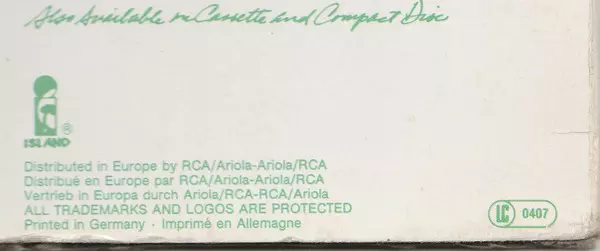 Also Available on Cassette and Compact Disc
ISLAND ®
Distributed in Europe by RCA/Ariola-Ariola/RCA
Distribué en Europe par RCA/Ariola-Ariola/RCA
Vertrieb in Europa durch Ariola/RCA-RCA/Ariola
ALL TRADEMARKS AND LOGOS ARE PROTECTED
Printed in Germany · Imprimé en Allemagne
LC 0407